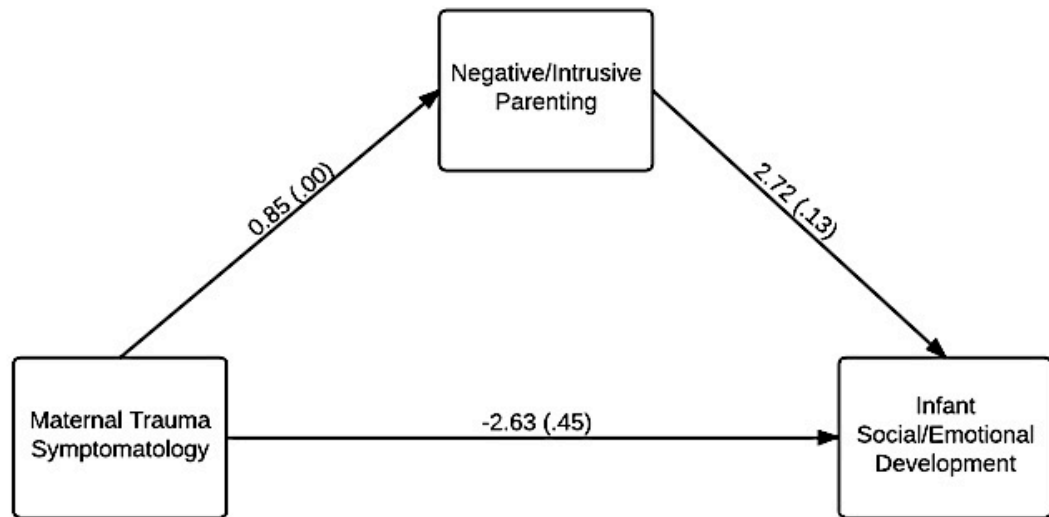 Negative/Intrusive
Parenting
0.85 (.00)
2.72 (.13)
Maternal Trauma
Symptomatology
-2.63 (.45)
Infant
Social/Emotional
Development